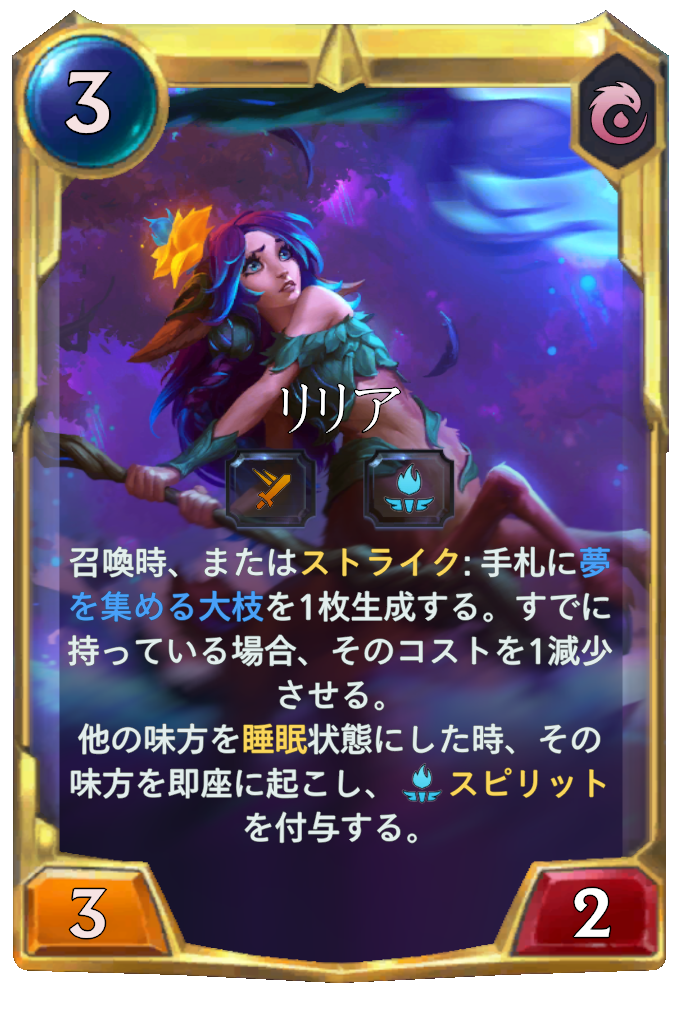 3
リリア
召喚時、またはストライク: 手札に夢
を集める大枝を1枚生成する。すでに
持っている場合、そのコストを1減少
させる。
他の味方を睡眠状態にした時、その
味方を即座に起こし、スピリット
を付与する。
3
2